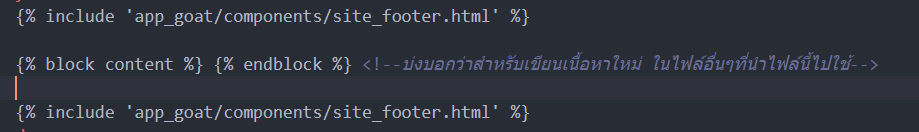 {% include 'app_goat/components/site_footer.html' %}
{% block content %} {% endblock %} <!--บ่งบอกว่าสำหรับเขียนเนื้อหาใหม่ ในไฟล์อื่นๆที่นำไฟล์นี้ไปใช้-->
{% include 'app_goat/components/site_footer.html' %}